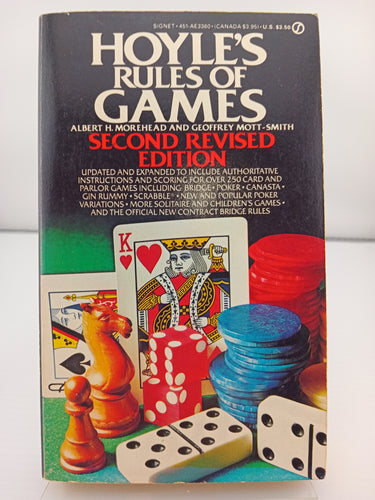 SIGNET • 451-AE3360 • (CANADA $3.95) • U.S. $3.50
HOYLE'S
RULES OF
GAMES
ALBERT H. MOREHEAD AND GEOFFREY MOTT-SMITH
SECOND REVISED
EDITION
UPDATED AND EXPANDED TO INCLUDE AUTHORITATIVE
INSTRUCTIONS AND SCORING FOR OVER 250 CARD AND
PARLOR GAMES INCLUDING: BRIDGE • POKER • CANASTA •
GIN RUMMY • SCRABBLE® • NEW AND POPULAR POKER
VARIATIONS • MORE SOLITAIRE AND CHILDREN'S GAMES •
AND THE OFFICIAL NEW CONTRACT BRIDGE RULES
K